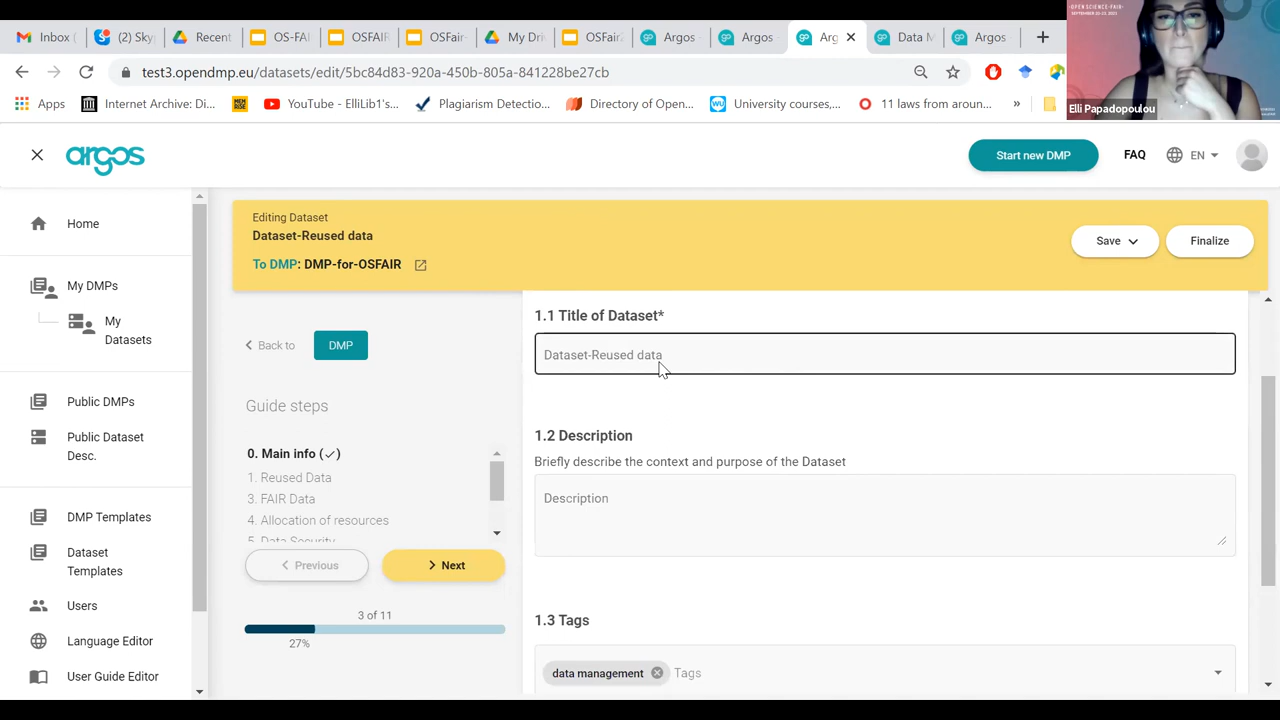 Inbox (
(2) Sky
Recent
OS-FAI
OSFAIR
OSFair-
My Dri
OSFair
Argos -
Argos -
Arg
Data M
Argos -
OPEN SCIENCE FAIR
test3.opendmp.eu/datasets/edit/5bc84d83-920a-450b-805a-841228be27cb
Apps
Internet Archive: Di...
YouTube - ElliLib1's...
Plagiarism Detectio...
Directory of Open...
University courses,...
11 laws from aroun...
»
Elli Papadopoulou
argos
Start new DMP
FAQ
EN
Home
My DMPs
My
Datasets
Public DMPs
Public Dataset
Desc.
DMP Templates
Dataset
Templates
Users
Language Editor
User Guide Editor
Editing Dataset
Dataset-Reused data
To DMP: DMP-for-OSFAIR
Save
Finalize
Back to
DMP
Guide steps
0. Main info (✓)
1. Reused Data
3. FAIR Data
4. Allocation of resources
5. Data Security
Previous
Next
3 of 11
27%
1.1 Title of Dataset*
Dataset-Reused data
1.2 Description
Briefly describe the context and purpose of the Dataset
Description
1.3 Tags
data management
Tags